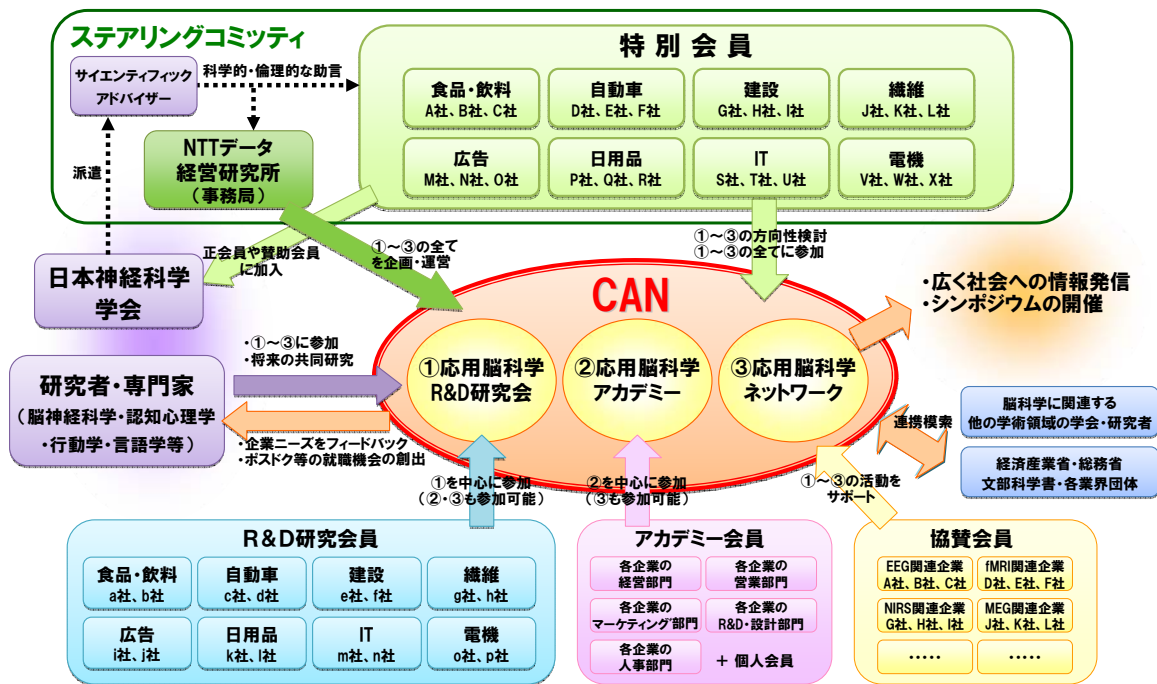 ステアリングコミッティ
サイエンティフィック
アドバイザー
科学的・倫理的な助言
NTTデータ
経営研究所
（事務局）
派遣
特別会員
食品・飲料
A社、B社、C社
自動車
D社、E社、F社
建設
G社、H社、I社
繊維
J社、K社、L社
広告
M社、N社、O社
日用品
P社、Q社、R社
IT
S社、T社、U社
電機
V社、W社、X社
正会員や賛助会員
に加入
①～③の全て
を企画・運営
①～③の方向性検討
①～③の全てに参加
日本神経科学
学会
CAN
①応用脳科学
R&D研究会
②応用脳科学
アカデミー
③応用脳科学
ネットワーク
・広く社会への情報発信
・シンポジウムの開催
研究者・専門家
（脳神経科学・認知心理学
・行動学・言語学等）
・①～③に参加
・将来の共同研究
・企業ニーズをフィードバック
・ポスドク等の就職機会の創出
連携模索
脳科学に関連する
他の学術領域の学会・研究者
経済産業省・総務省
文部科学書・各業界団体
①を中心に参加
（②・③も参加可能）
②を中心に参加
（③も参加可能）
①～③の活動を
サポート
R&D研究会員
食品・飲料
a社、b社
自動車
c社、d社
建設
e社、f社
繊維
g社、h社
広告
i社、j社
日用品
k社、l社
IT
m社、n社
電機
o社、p社
アカデミー会員
各企業の
経営部門
各企業の
営業部門
各企業の
マーケティング部門
各企業の
R&D・設計部門
各企業の
人事部門
＋ 個人会員
協賛会員
EEG関連企業
A社、B社、C社
fMRI関連企業
D社、E社、F社
NIRS関連企業
G社、H社、I社
MEG関連企業
J社、K社、L社
・・・・・
・・・・・